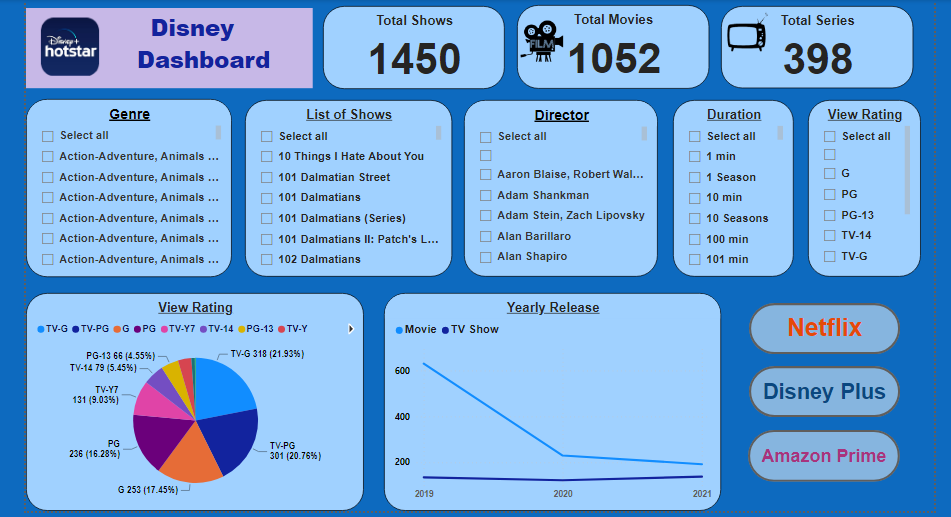 Disney+
hotstar
Disney
Dashboard
Total Shows
1450
FILM
Total Movies
1052
Total Series
398
Genre
Select all
Action-Adventure, Animals ...
Action-Adventure, Animals ...
Action-Adventure, Animals ...
Action-Adventure, Animals ...
Action-Adventure, Animals ...
Action-Adventure, Animals ...
List of Shows
Select all
10 Things I Hate About You
101 Dalmatian Street
101 Dalmatians
101 Dalmatians (Series)
101 Dalmatians II: Patch's L...
102 Dalmatians
Director
Select all
Aaron Blaise, Robert Wal...
Adam Shankman
Adam Stein, Zach Lipovsky
Alan Barillaro
Alan Shapiro
Duration
Select all
1 min
1 Season
10 min
10 Seasons
100 min
101 min
View Rating
Select all
G
PG
PG-13
TV-14
TV-G
View Rating
TV-G TV-PG G PG TV-Y7 TV-14 PG-13 TV-Y
PG-13 66 (4.55%)
TV-G 318 (21.93%)
TV-14 79 (5.45%)
TV-Y7
131 (9.03%)
PG
236 (16.28%)
TV-PG
301 (20.76%)
G 253 (17.45%)
Yearly Release
Movie TV Show
600
400
200
2019 2020 2021
Netflix
Disney Plus
Amazon Prime